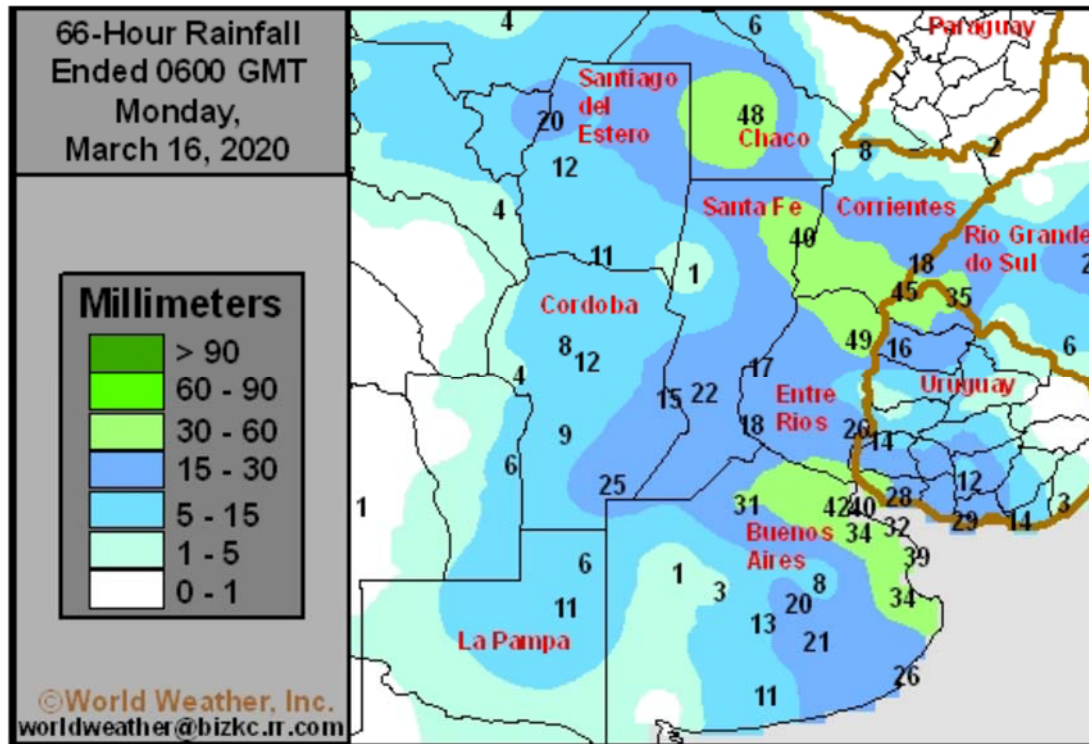 66-Hour Rainfall
Ended 0600 GMT
Monday,
March 16, 2020
Millimeters
> 90
60 - 90
30 - 60
15 - 30
5 - 15
1 - 5
0 - 1
©World Weather, Inc.
worldweather@bizkc.rr.com
4
6
Paraguay
Santiago
del
Estero
20
48
Chaco
12
8
2
4
Santa Fe
Corrientes
40
Rio Grande
do Sul
11
1
18
2
Cordoba
45
35
8
12
49
16
6
4
17
Uruguay
15
22
Entre
Rios
9
18
26
14
6
25
12
1
31
42
40
28
29
14
3
Buenos
Aires
34
32
6
1
3
8
39
11
20
34
13
La Pampa
21
26
11